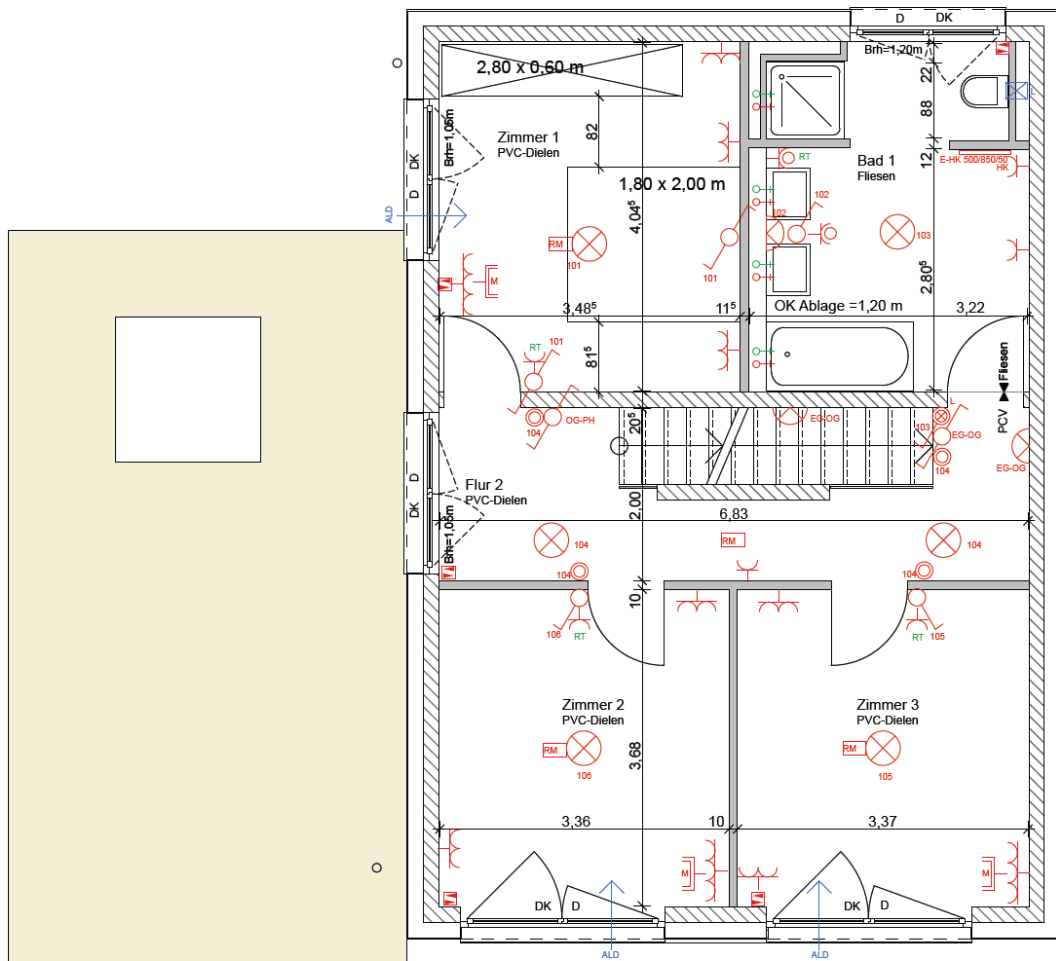 D DK
2,80 x 0,60 m
Brh=1,20m
22
88
12
Zimmer 1
PVC-Dielen
82
Brh=1,05m
DK
D
ALD
1,80 x 2,00 m
4,04⁵
RT
Bad 1
Fliesen
E-HK 500/850/50
HK
L
102
102
103
RM
101
101
M
2,80⁵
OK Ablage =1,20 m
3,48⁵
11⁵
3,22
81⁵
RT
101
RT
Fliesen
PCV
104
OG-PH
20⁵
EG-OG
L
103
EG-OG
104
EG-OG
D
DK
Flur 2
PVC-Dielen
Brh=1,05m
2,00
6,83
104
RM
104
104
104
10
106
RT
RT
105
Zimmer 2
PVC-Dielen
Zimmer 3
PVC-Dielen
RM
106
RM
105
3,68
3,36
10
3,37
M
M
DK D
DK D
ALD
ALD